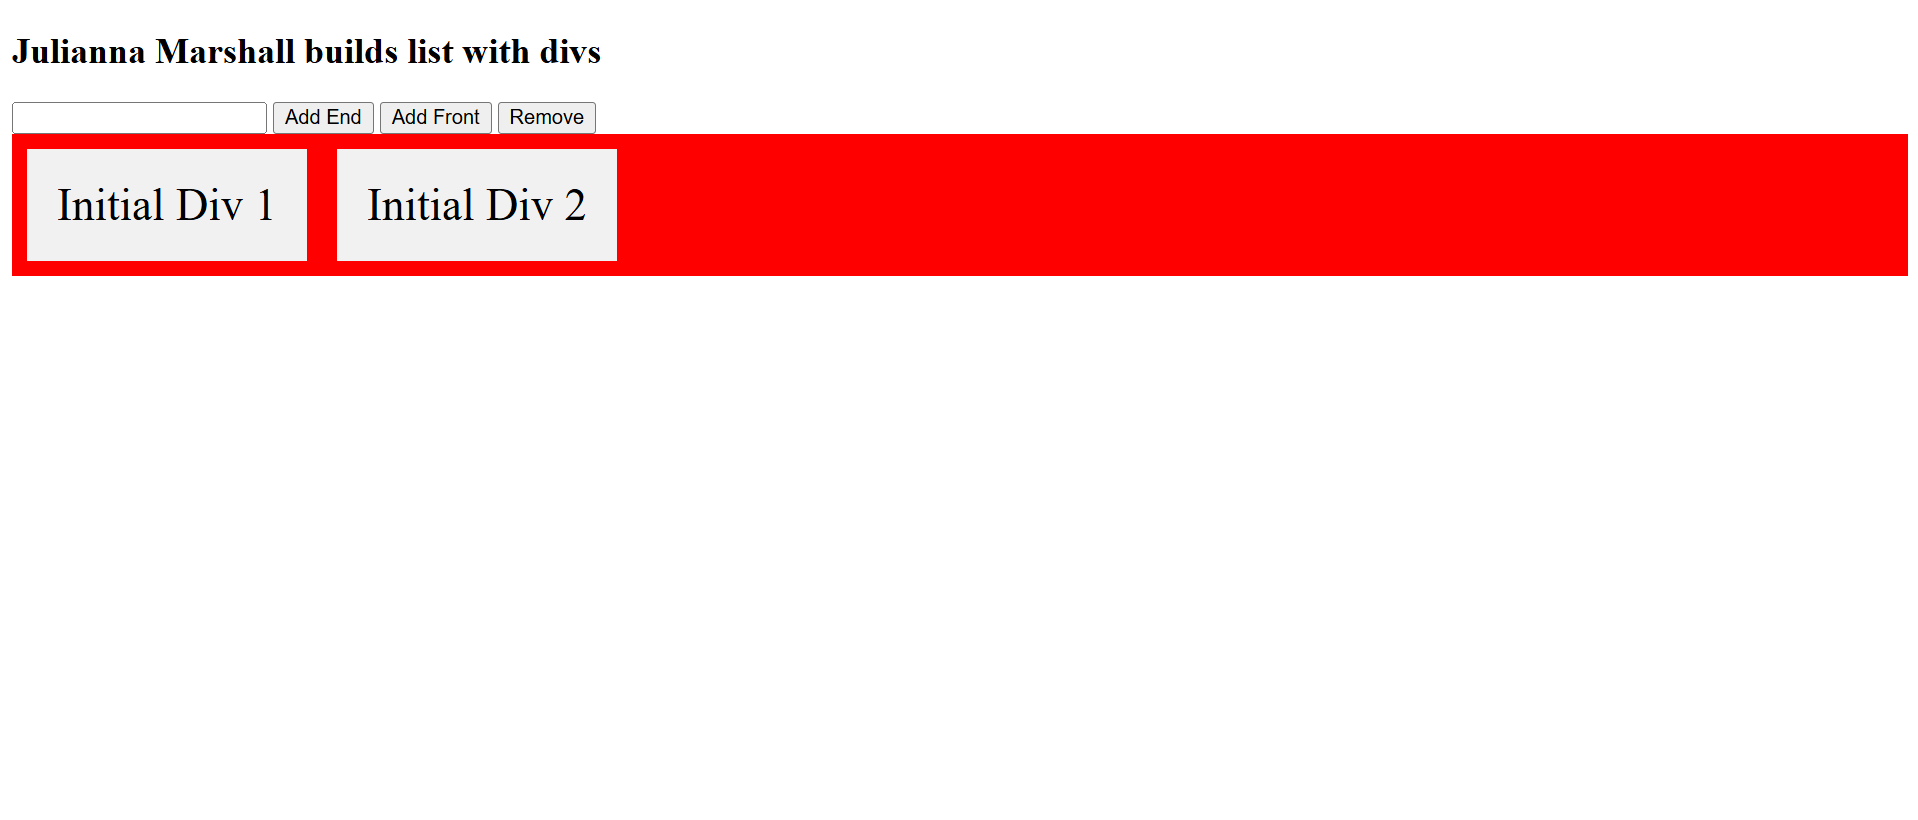 Julianna Marshall builds list with divs
Add End Add Front Remove
Initial Div 1 Initial Div 2